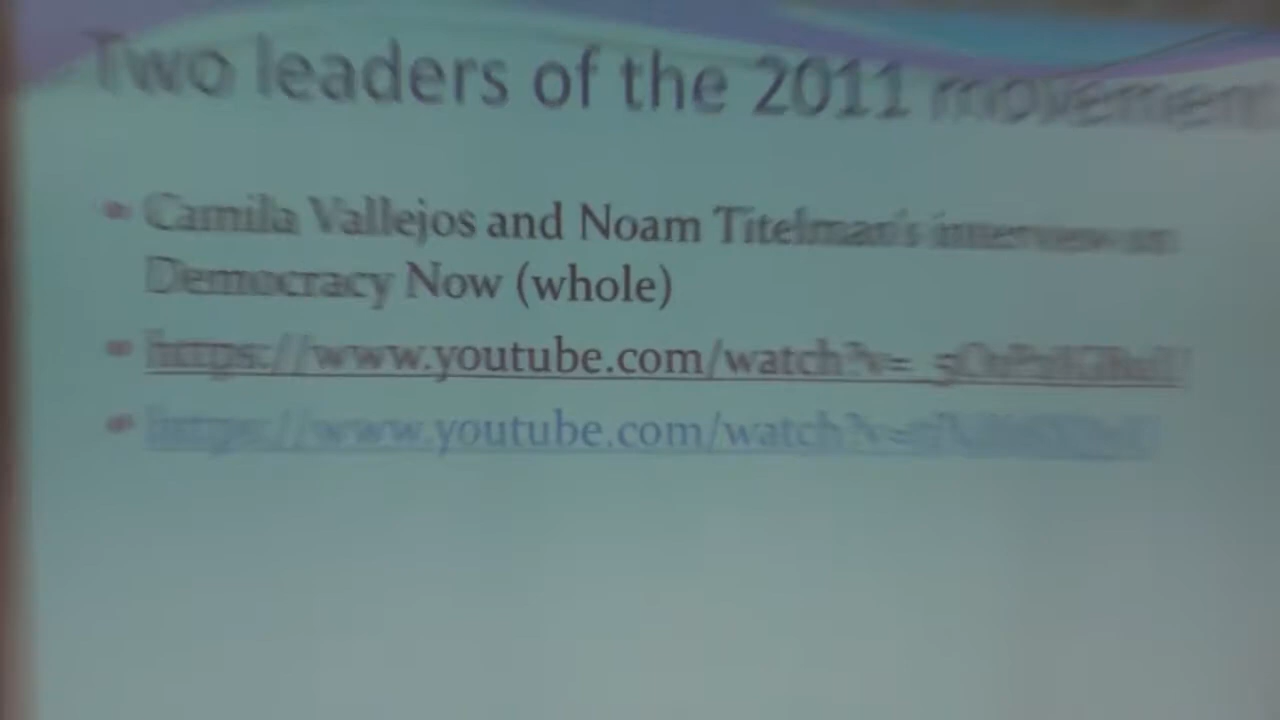 Two leaders of the 2011 movement
Camila Vallejos and Noam Titelman's interview on
Democracy Now (whole)
https://www.youtube.com/watch?v=
https://www.youtube.com/watch?v=